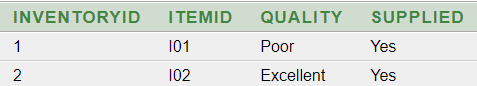 INVENTORYID ITEMID QUALITY SUPPLIED
1 I01 Poor Yes
2 I02 Excellent Yes